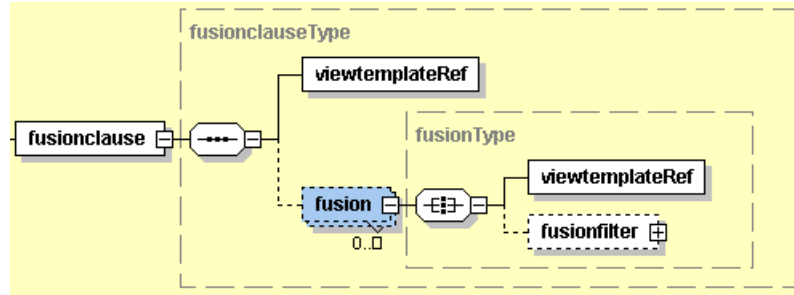 fusionclauseType
viewtemplateRef
fusionclause
fusionType
viewtemplateRef
fusion
0..□
fusionfilter